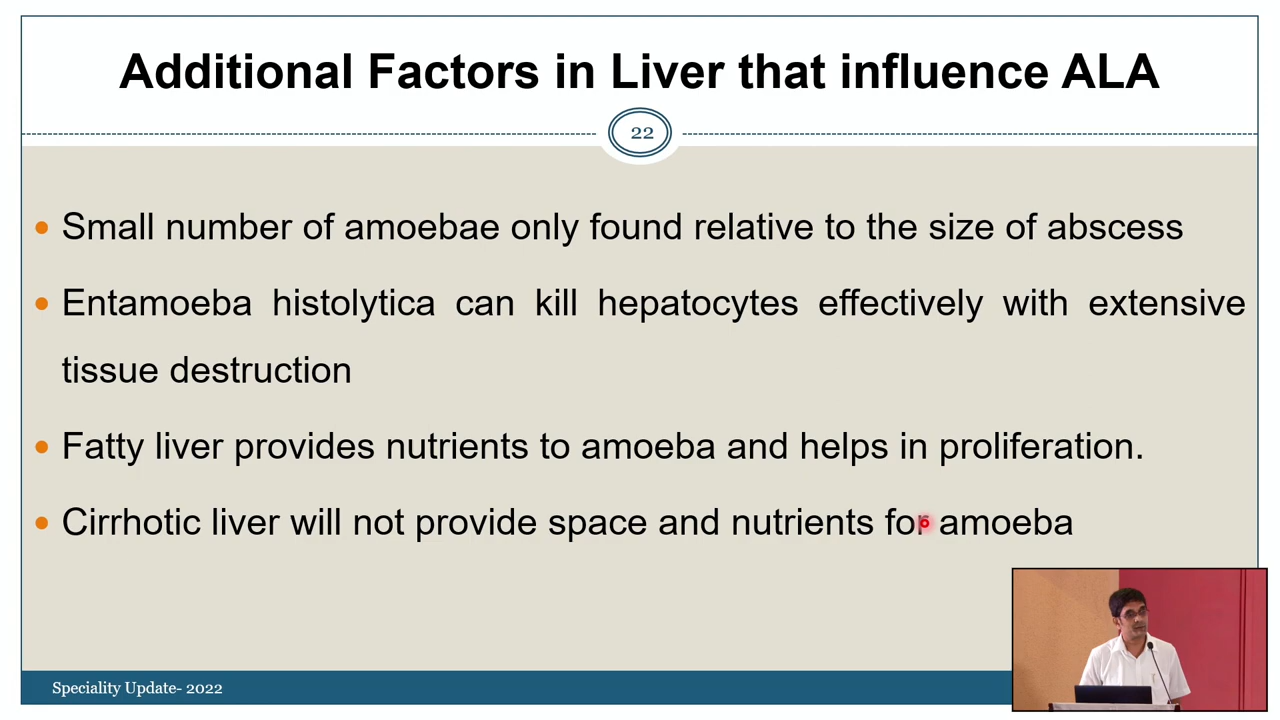 Additional Factors in Liver that influence ALA
22
• Small number of amoebae only found relative to the size of abscess
• Entamoeba histolytica can kill hepatocytes effectively with extensive
tissue destruction
• Fatty liver provides nutrients to amoeba and helps in proliferation.
• Cirrhotic liver will not provide space and nutrients for amoeba
Speciality Update- 2022